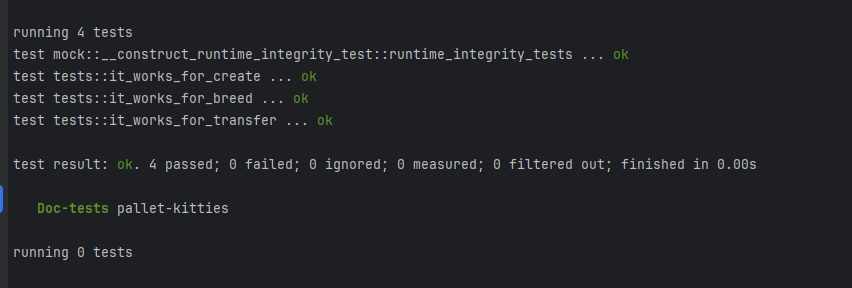 running 4 tests
test mock::__construct_runtime_integrity_test::runtime_integrity_tests ... ok
test tests::it_works_for_create ... ok
test tests::it_works_for_breed ... ok
test tests::it_works_for_transfer ... ok
test result: ok. 4 passed; 0 failed; 0 ignored; 0 measured; 0 filtered out; finished in 0.00s
Doc-tests pallet-kitties
running 0 tests